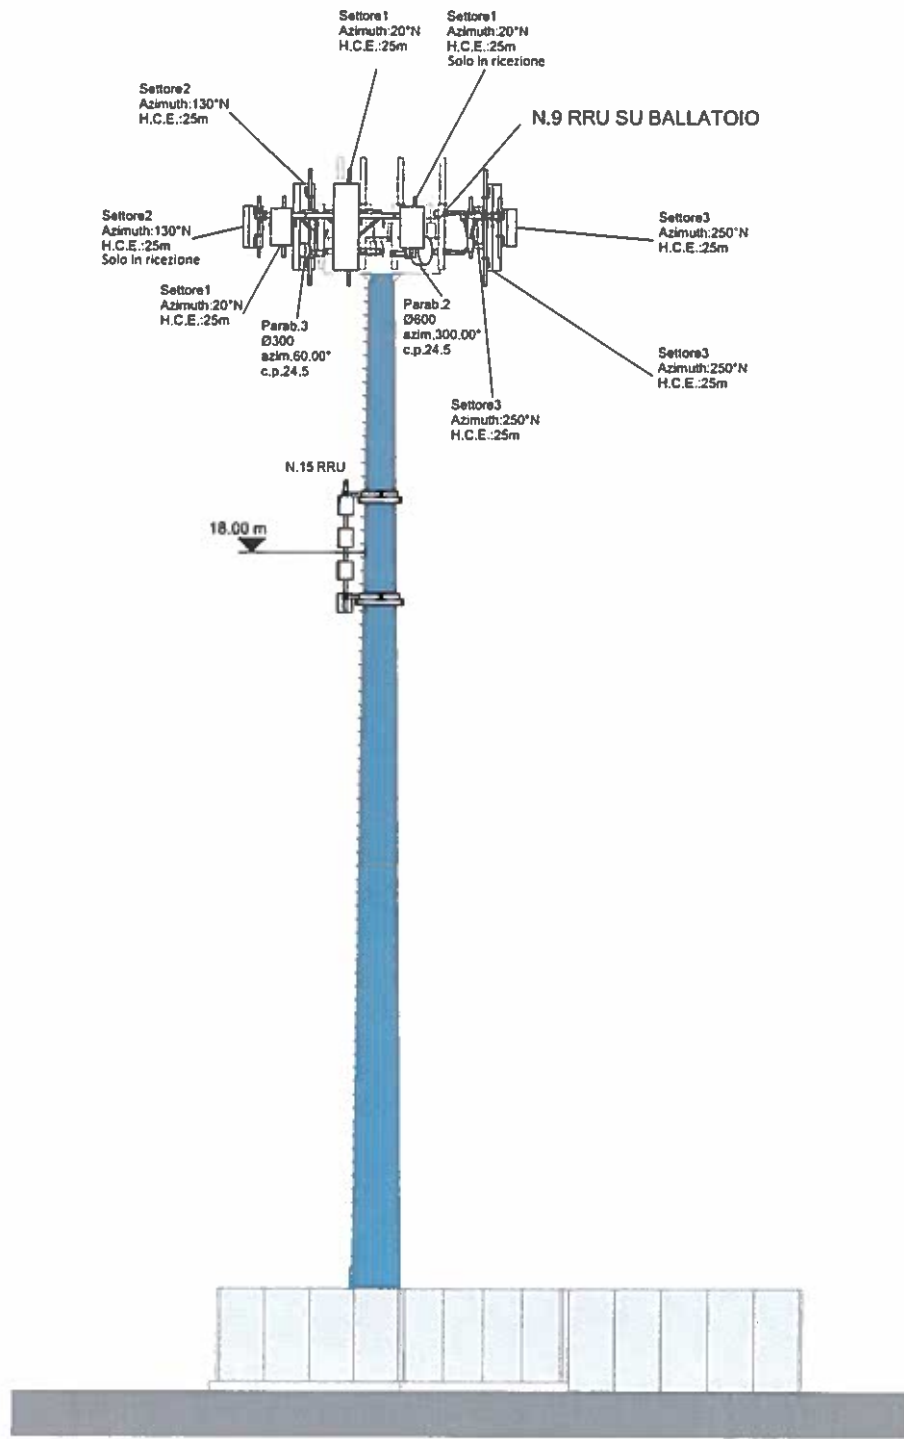 Settore1
Azimuth:20°N
H.C.E.:25m
Settore1
Azimuth:20°N
H.C.E.:25m
Solo in ricezione
Settore2
Azimuth:130°N
H.C.E.:25m
N.9 RRU SU BALLATOIO
Settore2
Azimuth:130°N
H.C.E.:25m
Solo in ricezione
Settore3
Azimuth:250°N
H.C.E.:25m
Settore1
Azimuth:20°N
H.C.E.:25m
Parab.3
Ø300
azim.60.00°
c.p.24.5
Parab.2
Ø600
azim.300.00°
c.p.24.5
Settore3
Azimuth:250°N
H.C.E.:25m
Settore3
Azimuth:250°N
H.C.E.:25m
N.15 RRU
18.00 m